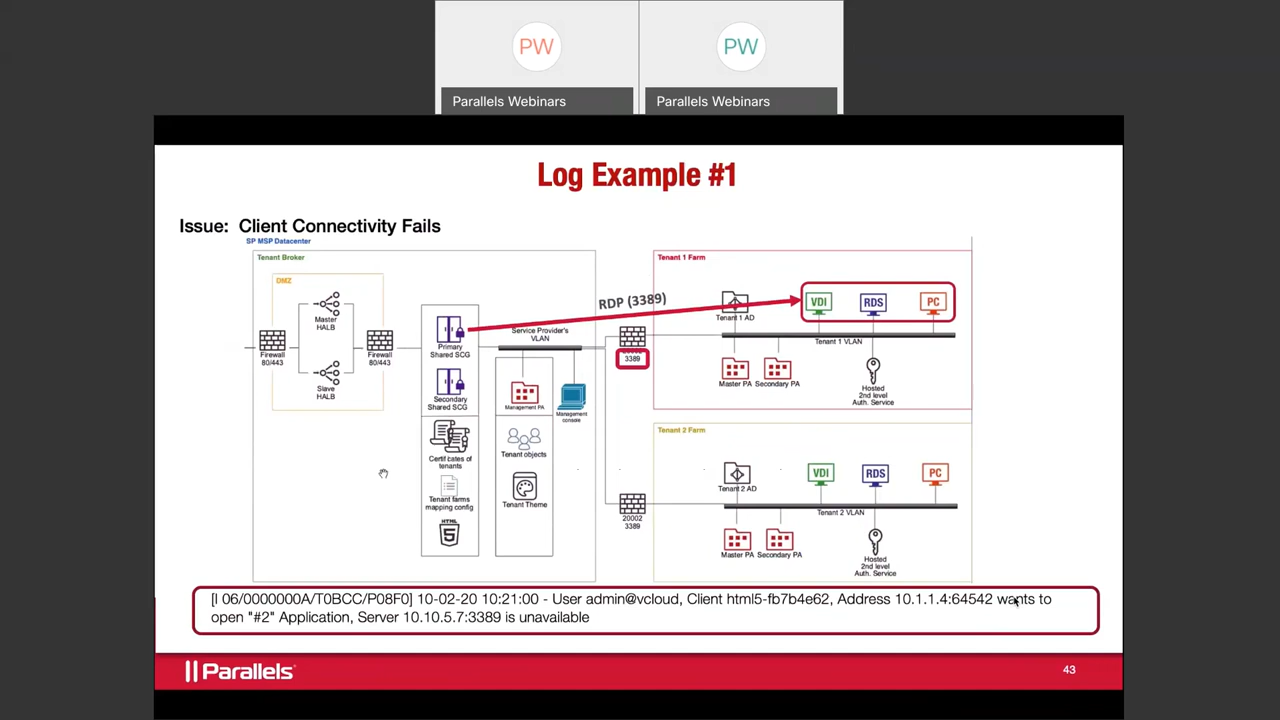 PW
PW
Parallels Webinars
Parallels Webinars
Log Example #1
Issue: Client Connectivity Fails
SP MSP Datacenter
Tenant Broker
DMZ
Master
HALB
Firewall
80/443
Firewall
80/443
Slave
HALB
Primary
Shared SCG
Secondary
Shared SCG
Certificates of
tenants
Tenant farms
mapping config
HTML
5
Service Provider's
VLAN
Management PA
Management
console
Tenant objects
Tenant Theme
RDP (3389)
3389
20002
3389
Tenant 1 Farm
Tenant 1 AD
VDI
RDS
PC
Tenant 1 VLAN
Master PA
Secondary PA
Hosted
2nd level
Auth. Service
Tenant 2 Farm
Tenant 2 AD
VDI
RDS
PC
Tenant 2 VLAN
Master PA
Secondary PA
Hosted
2nd level
Auth. Service
[I 06/0000000A/T0BCC/P08F0] 10-02-20 10:21:00 - User admin@vcloud, Client html5-fb7b4e62, Address 10.1.1.4:64542 wants to
open "#2" Application, Server 10.10.5.7:3389 is unavailable
Parallels
43